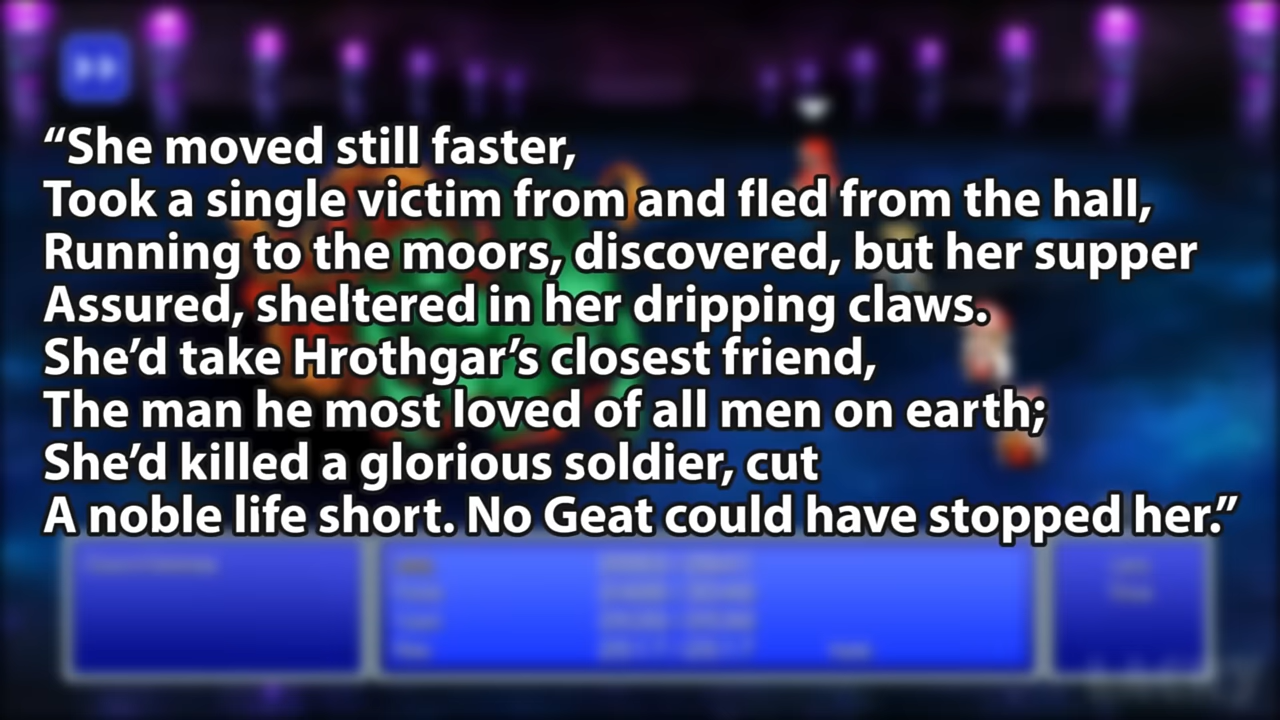 “She moved still faster,
Took a single victim from and fled from the hall,
Running to the moors, discovered, but her supper
Assured, sheltered in her dripping claws.
She’d take Hrothgar’s closest friend,
The man he most loved of all men on earth;
She’d killed a glorious soldier, cut
A noble life short. No Geat could have stopped her.”